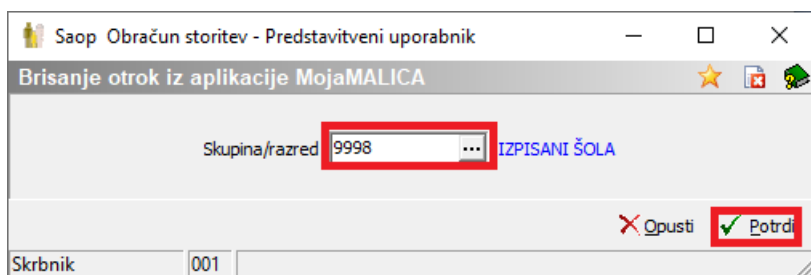 Saop Obračun storitev - Predstavitveni uporabnik
Brisanje otrok iz aplikacije MojaMALICA
Skupina/razred 9998 ... IZPISANI ŠOLA
Opusti Potrdi
Skrbnik 001